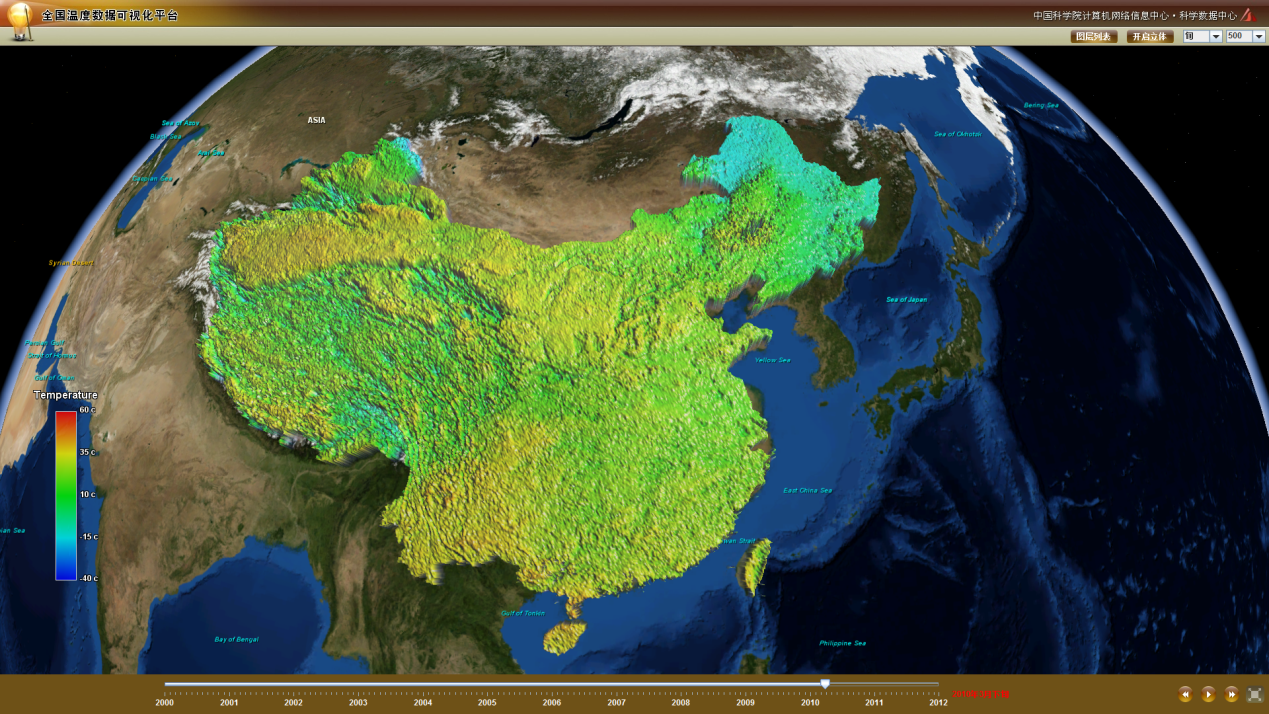 全国温度数据可视化平台
中国科学院计算机网络信息中心 • 科学数据中心
图层列表
开启立体
旬
500
Bering Sea
ASIA
Sea of Azov
Black Sea
Sea of Okhotsk
Aral Sea
Caspian Sea
Syrian Desert
Sea of Japan
Persian Gulf
Strait of Hormuz
Yellow Sea
Gulf of Oman
Temperature
60 c
35 c
10 c
-15 c
-40 c
East China Sea
Gulf of Tonkin
Bay of Bengal
Philippine Sea
2000 2001 2002 2003 2004 2005 2006 2007 2008 2009 2010 2011 2012